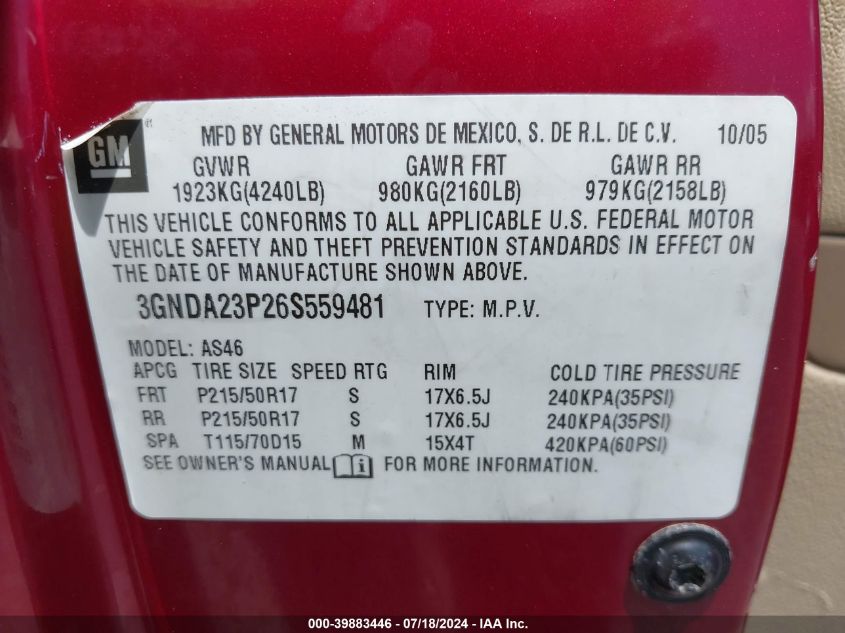 GM® MFD BY GENERAL MOTORS DE MEXICO, S. DE R.L. DE C.V. 10/05
GVWR GAWR FRT GAWR RR
1923KG(4240LB) 980KG(2160LB) 979KG(2158LB)
THIS VEHICLE CONFORMS TO ALL APPLICABLE U.S. FEDERAL MOTOR
VEHICLE SAFETY AND THEFT PREVENTION STANDARDS IN EFFECT ON
THE DATE OF MANUFACTURE SHOWN ABOVE.
3GNDA23P26S559481 TYPE: M.P.V.
MODEL: AS46
APCG TIRE SIZE SPEED RTG RIM COLD TIRE PRESSURE
FRT P215/50R17 S 17X6.5J 240KPA(35PSI)
RR P215/50R17 S 17X6.5J 240KPA(35PSI)
SPA T115/70D15 M 15X4T 420KPA(60PSI)
SEE OWNER'S MANUAL i FOR MORE INFORMATION.
000-39883446 - 07/18/2024 - IAA Inc.